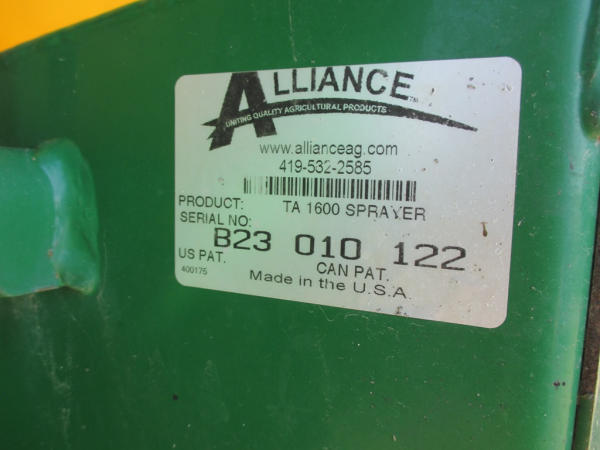 ALLIANCE
UNITING QUALITY AGRICULTURAL PRODUCTS
www.allianceag.com
419-532-2585
PRODUCT: TA 1600 SPRAYER
SERIAL NO:
B23 010 122
US PAT. CAN PAT.
400175
Made in the U.S.A.